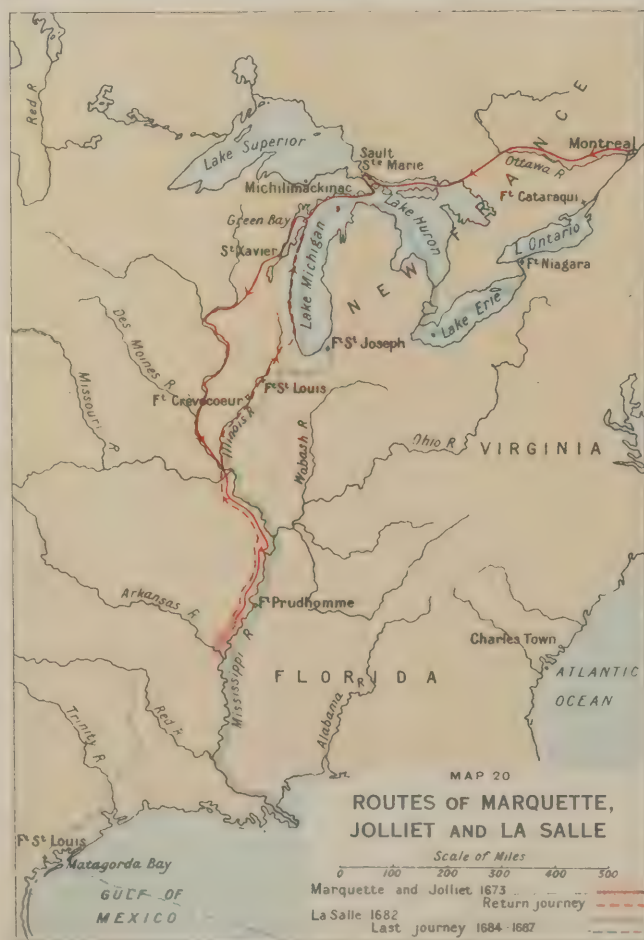 Red R
Lake Superior
Sault
Ste Marie
Montreal
Ottawa R
Michilimackinac
Ft Cataraqui
Green Bay
Lake Huron
L Ontario
St Xavier
Ft Niagara
Lake Michigan
NEW FRANCE
Lake Erie
Des Moines R
Ft St Joseph
Missouri R
Ft St Louis
Ft Crèvecoeur
Illinois R
Wabash R
Ohio R
VIRGINIA
Arkansas R
Ft Prudhomme
Charles Town
Mississippi R
FLORIDA
ATLANTIC
OCEAN
Alabama R
Trinity R
Red R
Ft St Louis
Matagorda Bay
GULF OF
MEXICO
MAP 20
ROUTES OF MARQUETTE,
JOLLIET AND LA SALLE
Scale of Miles
0 100 200 300 400 500
Marquette and Jolliet 1673
Return journey
La Salle 1682
Last journey 1684-1687